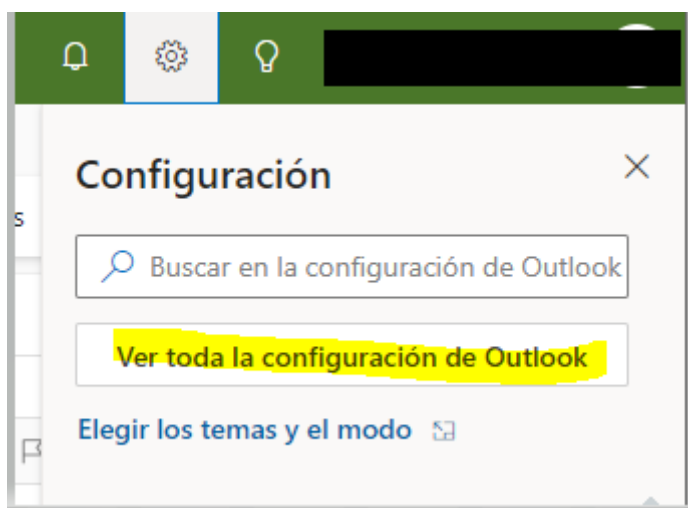 Configuración
s
Buscar en la configuración de Outlook
Ver toda la configuración de Outlook
Elegir los temas y el modo